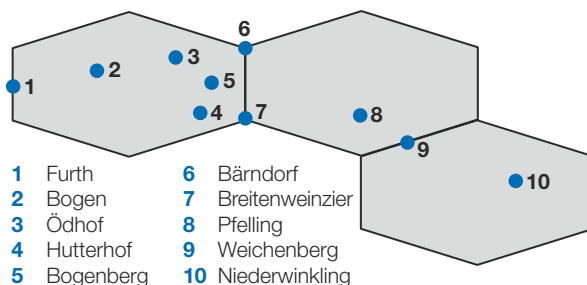 6
3
2
5
1
4
7
8
9
10
1 Furth
2 Bogen
3 Ödhof
4 Hutterhof
5 Bogenberg
6 Bärndorf
7 Breitenweinzier
8 Pfelling
9 Weichenberg
10 Niederwinkling